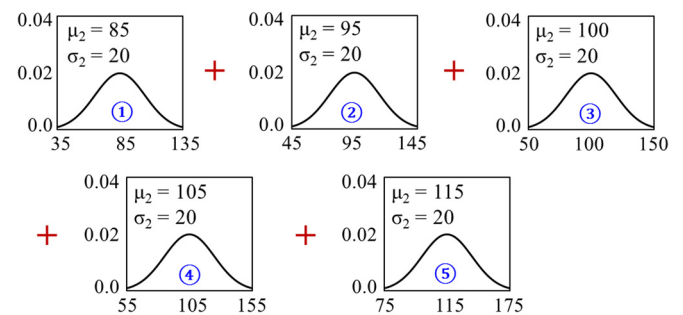 0.04
μ₂ = 85
σ₂ = 20
0.02
①
0.0
35 85 135
+
0.04
μ₂ = 95
σ₂ = 20
0.02
②
0.0
45 95 145
+
0.04
μ₂ = 100
σ₂ = 20
0.02
③
0.0
50 100 150
+
0.04
μ₂ = 105
σ₂ = 20
0.02
④
0.0
55 105 155
+
0.04
μ₂ = 115
σ₂ = 20
0.02
⑤
0.0
75 115 175